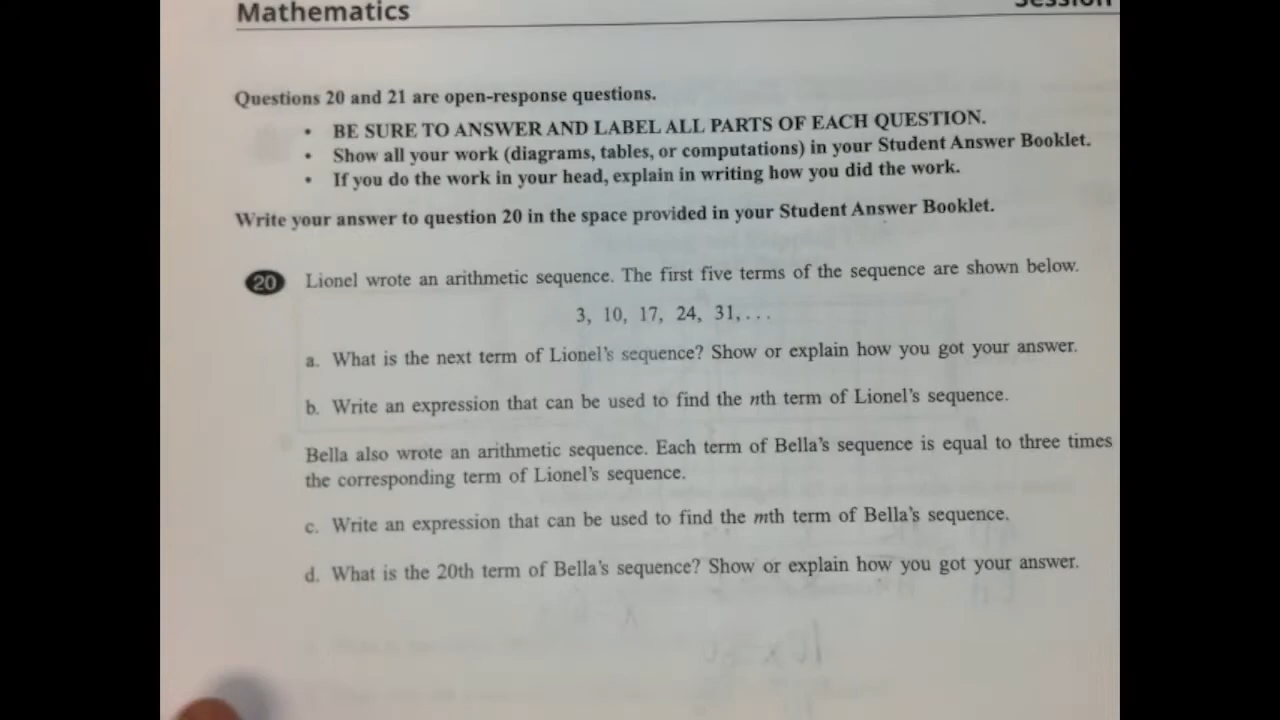 Mathematics
Session
Questions 20 and 21 are open-response questions.
• BE SURE TO ANSWER AND LABEL ALL PARTS OF EACH QUESTION.
• Show all your work (diagrams, tables, or computations) in your Student Answer Booklet.
• If you do the work in your head, explain in writing how you did the work.
Write your answer to question 20 in the space provided in your Student Answer Booklet.
20 Lionel wrote an arithmetic sequence. The first five terms of the sequence are shown below.
3, 10, 17, 24, 31, . . .
a. What is the next term of Lionel's sequence? Show or explain how you got your answer.
b. Write an expression that can be used to find the nth term of Lionel's sequence.
Bella also wrote an arithmetic sequence. Each term of Bella's sequence is equal to three times
the corresponding term of Lionel's sequence.
c. Write an expression that can be used to find the mth term of Bella's sequence.
d. What is the 20th term of Bella's sequence? Show or explain how you got your answer.